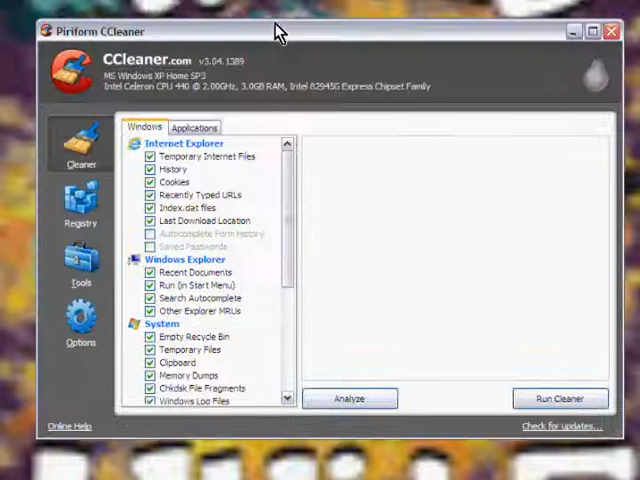 Piriform CCleaner
CCleaner.com v3.04.1389
MS Windows XP Home SP3
Intel Celeron CPU 440 @ 2.00GHz, 3.0GB RAM, Intel 82945G Express Chipset Family
Cleaner
Registry
Tools
Options
Windows
Applications
Internet Explorer
Temporary Internet Files
History
Cookies
Recently Typed URLs
Index.dat files
Last Download Location
Autocomplete Form History
Saved Passwords
Windows Explorer
Recent Documents
Run (in Start Menu)
Search Autocomplete
Other Explorer MRUs
System
Empty Recycle Bin
Temporary Files
Clipboard
Memory Dumps
Chkdsk File Fragments
Windows Log Files
Analyze
Run Cleaner
Online Help
Check for updates...